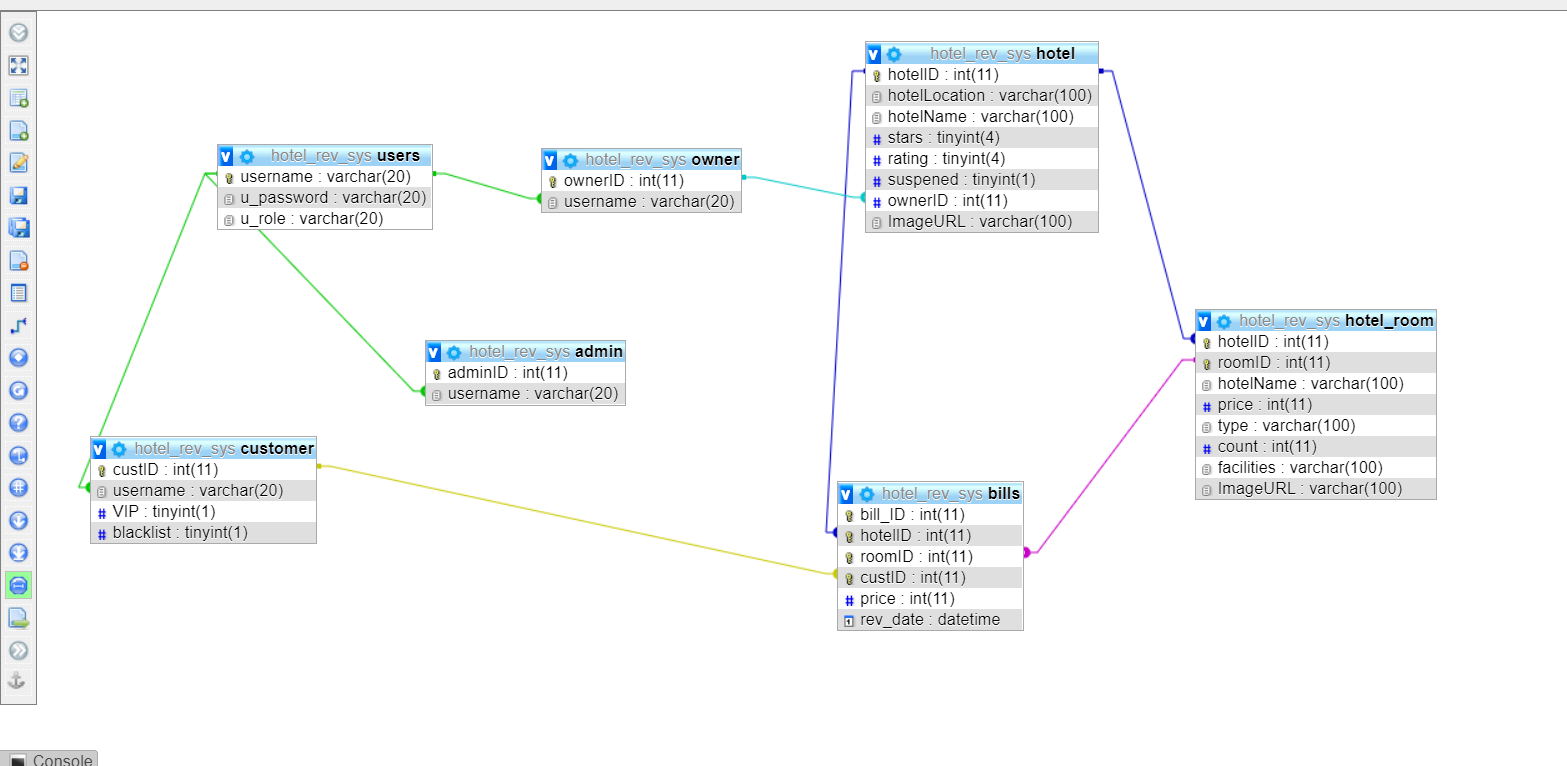 hotel_rev_sys hotel
hotelID : int(11)
hotelLocation : varchar(100)
hotelName : varchar(100)
stars : tinyint(4)
rating : tinyint(4)
suspened : tinyint(1)
ownerID : int(11)
ImageURL : varchar(100)
hotel_rev_sys users
username : varchar(20)
u_password : varchar(20)
u_role : varchar(20)
hotel_rev_sys owner
ownerID : int(11)
username : varchar(20)
hotel_rev_sys hotel_room
hotelID : int(11)
roomID : int(11)
hotelName : varchar(100)
price : int(11)
type : varchar(100)
count : int(11)
facilities : varchar(100)
ImageURL : varchar(100)
hotel_rev_sys admin
adminID : int(11)
username : varchar(20)
hotel_rev_sys customer
custID : int(11)
username : varchar(20)
VIP : tinyint(1)
blacklist : tinyint(1)
hotel_rev_sys bills
bill_ID : int(11)
hotelID : int(11)
roomID : int(11)
custID : int(11)
price : int(11)
rev_date : datetime
Console